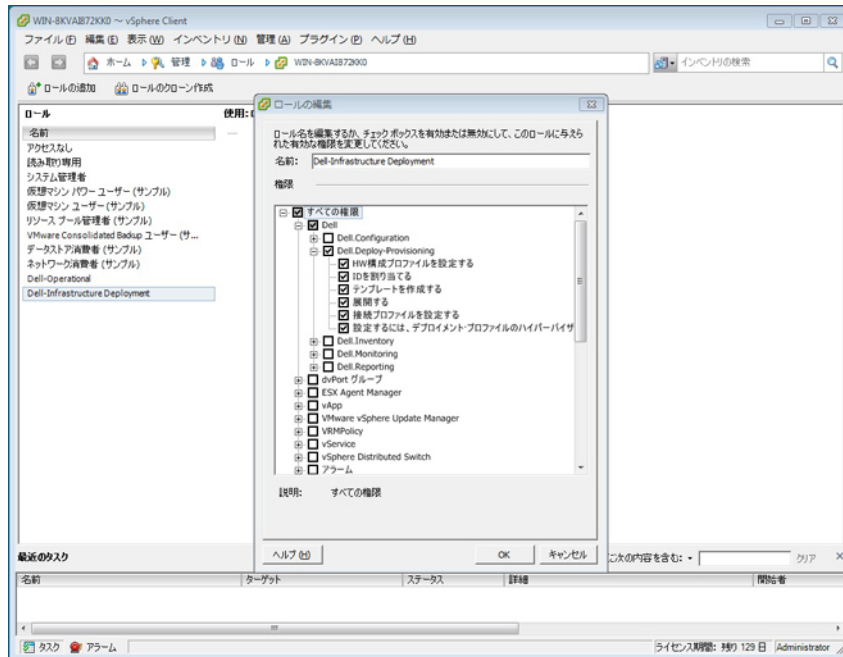 WIN-8KVAI872KK0 ～ vSphere Client
ファイル(F) 編集(E) 表示(W) インベントリ(N) 管理(A) プラグイン(P) ヘルプ(H)
ホーム 管理 ロール WIN-8KVAI872KK0 インベントリの検索
ロールの追加 ロールのクローン作成
ロール
使用:
名前
アクセスなし
読み取り専用
システム管理者
仮想マシン パワー ユーザー (サンプル)
仮想マシン ユーザー (サンプル)
リソース プール管理者 (サンプル)
VMware Consolidated Backup ユーザー (サ...
データストア消費者 (サンプル)
ネットワーク消費者 (サンプル)
Dell-Operational
Dell-Infrastructure Deployment
ロールの編集
ロール名を編集するか、チェック ボックスを有効または無効にして、このロールに与えら
れた有効な権限を変更してください。
名前: Dell-Infrastructure Deployment
権限
すべての権限
Dell
Dell.Configuration
Dell.Deploy-Provisioning
HW構成プロファイルを設定する
IDを割り当てる
テンプレートを作成する
展開する
接続プロファイルを設定する
設定するには、デプロイメント・プロファイルのハイパーバイザ
Dell.Inventory
Dell.Monitoring
Dell.Reporting
dvPort グループ
ESX Agent Manager
vApp
VMware vSphere Update Manager
VRMPolicy
vService
vSphere Distributed Switch
アラーム
説明: すべての権限
ヘルプ(H) OK キャンセル
最近のタスク
に次の内容を含む: クリア
名前 ターゲット ステータス 詳細 開始者
タスク アラーム
ライセンス期間: 残り 129 日 Administrator